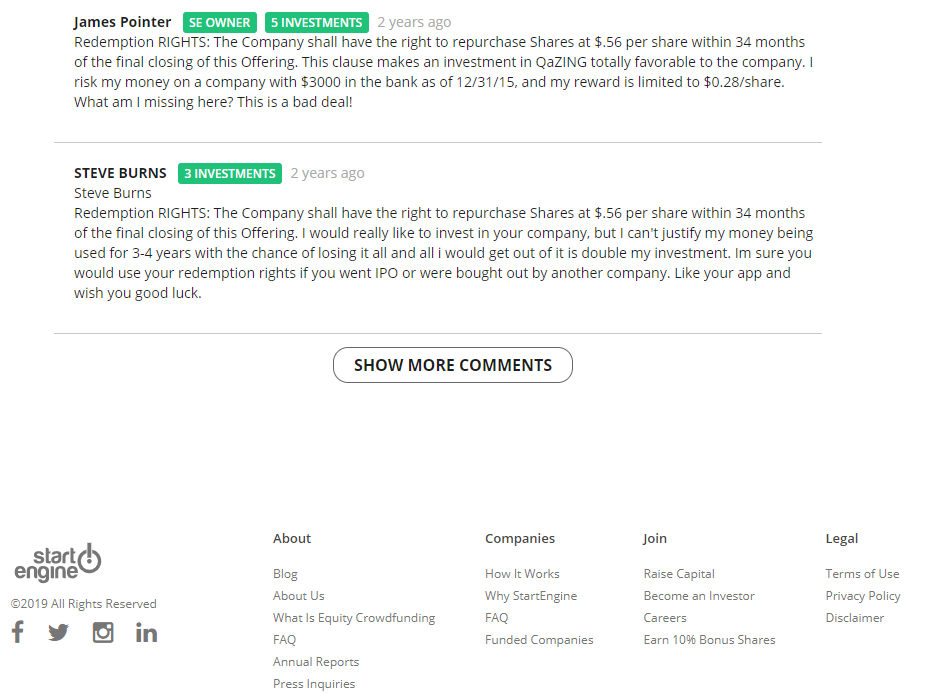 James Pointer SE OWNER 5 INVESTMENTS 2 years ago
Redemption RIGHTS: The Company shall have the right to repurchase Shares at $.56 per share within 34 months
of the final closing of this Offering. This clause makes an investment in QaZING totally favorable to the company. I
risk my money on a company with $3000 in the bank as of 12/31/15, and my reward is limited to $0.28/share.
What am I missing here? This is a bad deal!
STEVE BURNS 3 INVESTMENTS 2 years ago
Steve Burns
Redemption RIGHTS: The Company shall have the right to repurchase Shares at $.56 per share within 34 months
of the final closing of this Offering. I would really like to invest in your company, but I can't justify my money being
used for 3-4 years with the chance of losing it all and all i would get out of it is double my investment. Im sure you
would use your redemption rights if you went IPO or were bought out by another company. Like your app and
wish you good luck.
SHOW MORE COMMENTS
start
engine
©2019 All Rights Reserved
About
Blog
About Us
What Is Equity Crowdfunding
FAQ
Annual Reports
Press Inquiries
Companies
How It Works
Why StartEngine
FAQ
Funded Companies
Join
Raise Capital
Become an Investor
Careers
Earn 10% Bonus Shares
Legal
Terms of Use
Privacy Policy
Disclaimer